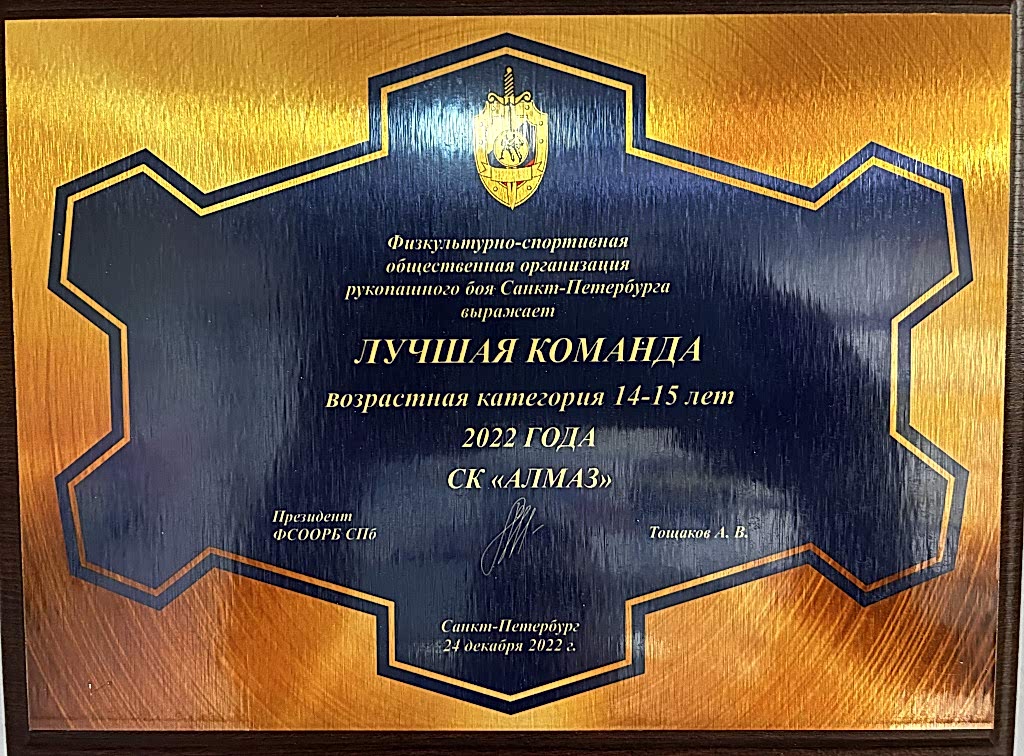 Физкультурно-спортивная
общественная организация
рукопашного боя Санкт-Петербурга
выражает
ЛУЧШАЯ КОМАНДА
возрастная категория 14-15 лет
2022 ГОДА
СК «АЛМАЗ»
Президент
ФСООРБ СПб
Тощаков А. В.
Санкт-Петербург
24 декабря 2022 г.